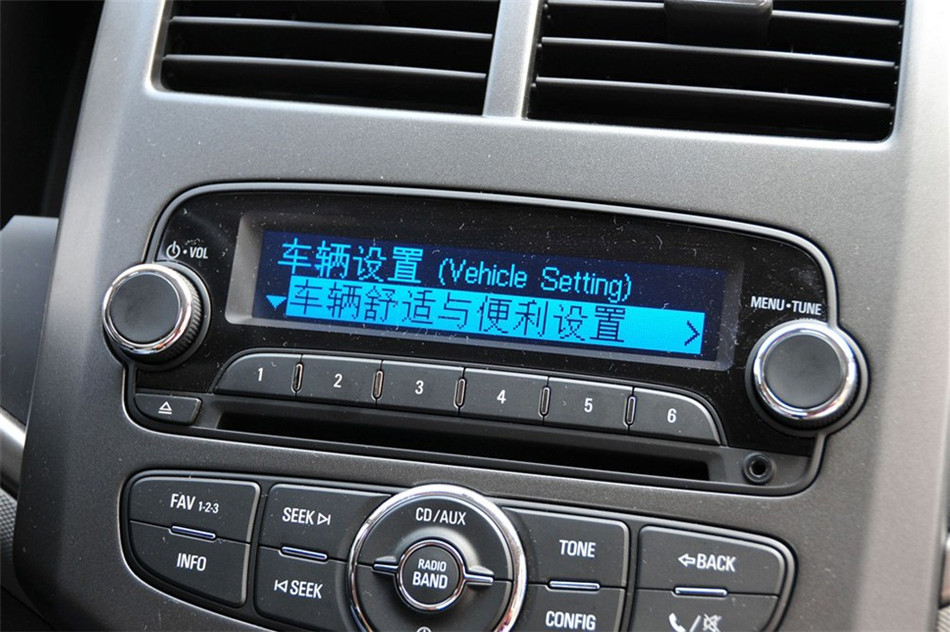 VOL
车辆设置 (Vehicle Setting)
车辆舒适与便利设置 >
MENU•TUNE
1 2 3 4 5 6
FAV 1-2-3
INFO
SEEK
SEEK
CD/AUX
RADIO
BAND
TONE
CONFIG
BACK